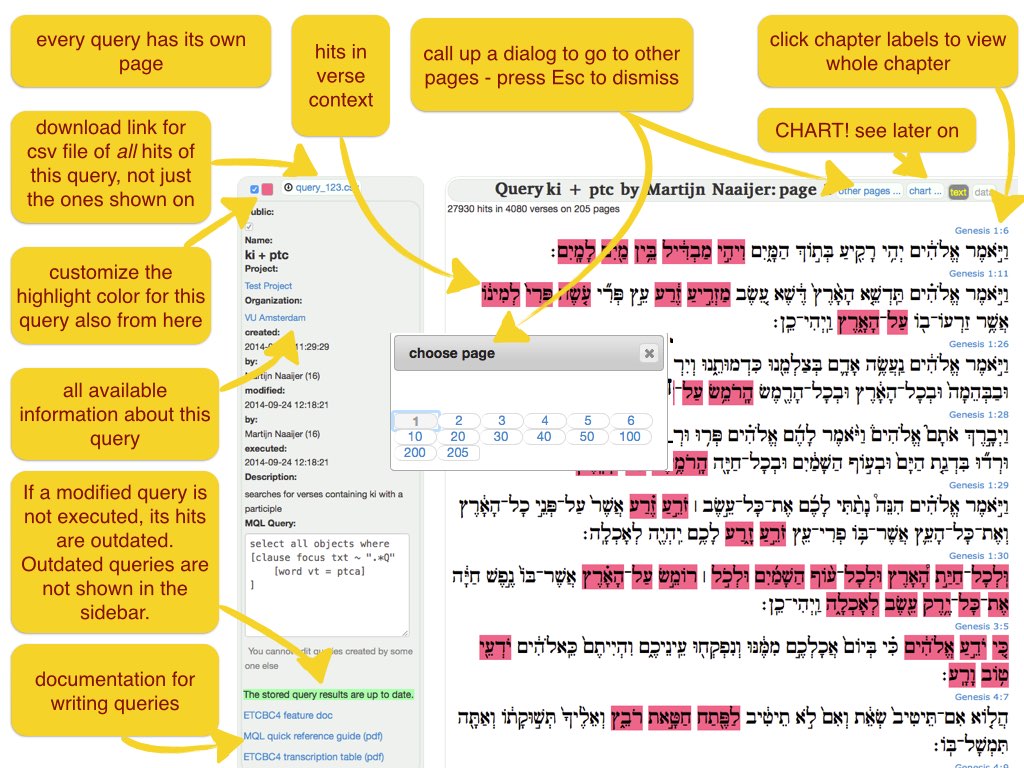 every query has its own
page
hits in
verse
context
call up a dialog to go to other
pages - press Esc to dismiss
click chapter labels to view
whole chapter
download link for
csv file of all hits of
this query, not just
the ones shown on
CHART! see later on
customize the
highlight color for this
query also from here
all available
information about this
query
If a modified query is
not executed, its hits
are outdated.
Outdated queries are
not shown in the
sidebar.
documentation for
writing queries
query_123.cs
Public:
Name:
ki + ptc
Project:
Test Project
Organization:
VU Amsterdam
created:
2014-09- 11:29:29
by:
Martijn Naaijer (16)
modified:
2014-09-24 12:18:21
by:
Martijn Naaijer (16)
executed:
2014-09-24 12:18:21
Description:
searches for verses containing ki with a
participle
MQL Query:
select all objects where
[clause focus txt ~ ".*Q"
[word vt = ptca]
]
You cannot edit queries created by some
one else
The stored query results are up to date.
ETCBC4 feature doc
MQL quick reference guide (pdf)
ETCBC4 transcription table (pdf)
Query ki + ptc by Martijn Naaijer: page
other pages ... chart ... text data
27930 hits in 4080 verses on 205 pages
Genesis 1:6
וַיֹּ֣אמֶר אֱלֹהִ֔ים יְהִ֥י רָקִ֖יעַ בְּתֹ֣וךְ הַמָּ֑יִם וִיהִ֣י מַבְדִּ֔יל בֵּ֥ין מַ֖יִם לָמָֽיִם׃
Genesis 1:11
וַיֹּ֣אמֶר אֱלֹהִ֗ים תַּֽדְשֵׁ֤א הָאָ֨רֶץ֙ דֶּ֔שֶׁא עֵ֚שֶׂב מַזְרִ֣יעַ זֶ֔רַע עֵ֣ץ פְּרִ֞י עֹ֤שֶׂה פְּרִי֙ לְמִינֹ֔ו
אֲשֶׁ֥ר זַרְעֹו־בֹ֖ו עַל־הָאָ֑רֶץ וַֽיְהִי־כֵֽן׃
Genesis 1:26
וַיֹּ֣אמֶר אֱלֹהִ֔ים נַֽעֲשֶׂ֥ה אָדָ֛ם בְּצַלְמֵ֖נוּ כִּדְמוּתֵ֑נוּ וְיִר
וּבַבְּהֵמָה֙ וּבְכָל־הָאָ֔רֶץ וּבְכָל־הָרֶ֖מֶשׂ הָֽרֹמֵ֥שׂ עַל־
Genesis 1:28
וַיְבָ֣רֶךְ אֹתָם֮ אֱלֹהִים֒ וַיֹּ֨אמֶר לָהֶ֜ם אֱלֹהִ֗ים פְּר֥וּ וּר
וּרְד֞וּ בִּדְגַ֤ת הַיָּם֙ וּבְעֹ֣וף הַשָּׁמַ֔יִם וּבְכָל־חַיָּ֖ה
Genesis 1:29
וַיֹּ֣אמֶר אֱלֹהִ֗ים הִנֵּה֩ נָתַ֨תִּי לָכֶ֜ם אֶת־כָּל־עֵ֣שֶׂב׀ זֹרֵ֣עַ זֶ֗רַע אֲשֶׁר֙ עַל־פְּנֵ֣י כָל־הָאָ֔רֶץ
וְאֶת־כָּל־הָעֵ֛ץ אֲשֶׁר־בֹּ֥ו פְרִי־עֵ֖ץ זֹרֵ֣עַ זָ֑רַע לָכֶ֥ם יִֽהְיֶ֖ה לְאָכְלָֽה׃
Genesis 1:30
וּֽלְכָל־חַיַּ֣ת הָ֠אָרֶץ וּלְכָל־עֹ֨וף הַשָּׁמַ֜יִם וּלְכֹ֣ל׀ רֹומֵ֣שׂ עַל־הָאָ֗רֶץ אֲשֶׁר־בֹּו֙ נֶ֣פֶשׁ חַיָּ֔ה
אֶת־כָּל־יֶ֥רֶק עֵ֖שֶׂב לְאָכְלָ֑ה וַֽיְהִי־כֵֽן׃
Genesis 3:5
כִּ֚י יֹדֵ֣עַ אֱלֹהִ֔ים כִּ֗י בְּיֹום֙ אֲכָלְכֶ֣ם מִמֶּ֔נּוּ וְנִפְקְח֖וּ עֵֽינֵיכֶ֑ם וִהְיִיתֶם֙ כֵּֽאלֹהִ֔ים יֹדְעֵ֖י
טֹ֥וב וָרָֽע׃
Genesis 4:7
הֲלֹ֤וא אִם־תֵּיטִיב֙ שְׂאֵ֔ת וְאִם֙ לֹ֣א תֵיטִ֔יב לַפֶּ֖תַח חַטָּ֣את רֹבֵ֑ץ וְאֵלֶ֨יךָ֙ תְּשׁ֣וּקָתֹ֔ו וְאַתָּ֖ה
תִּמְשָׁל־בֹּֽו׃
Genesis 4:9
choose page
1 2 3 4 5 6
10 20 30 40 50 100
200 205